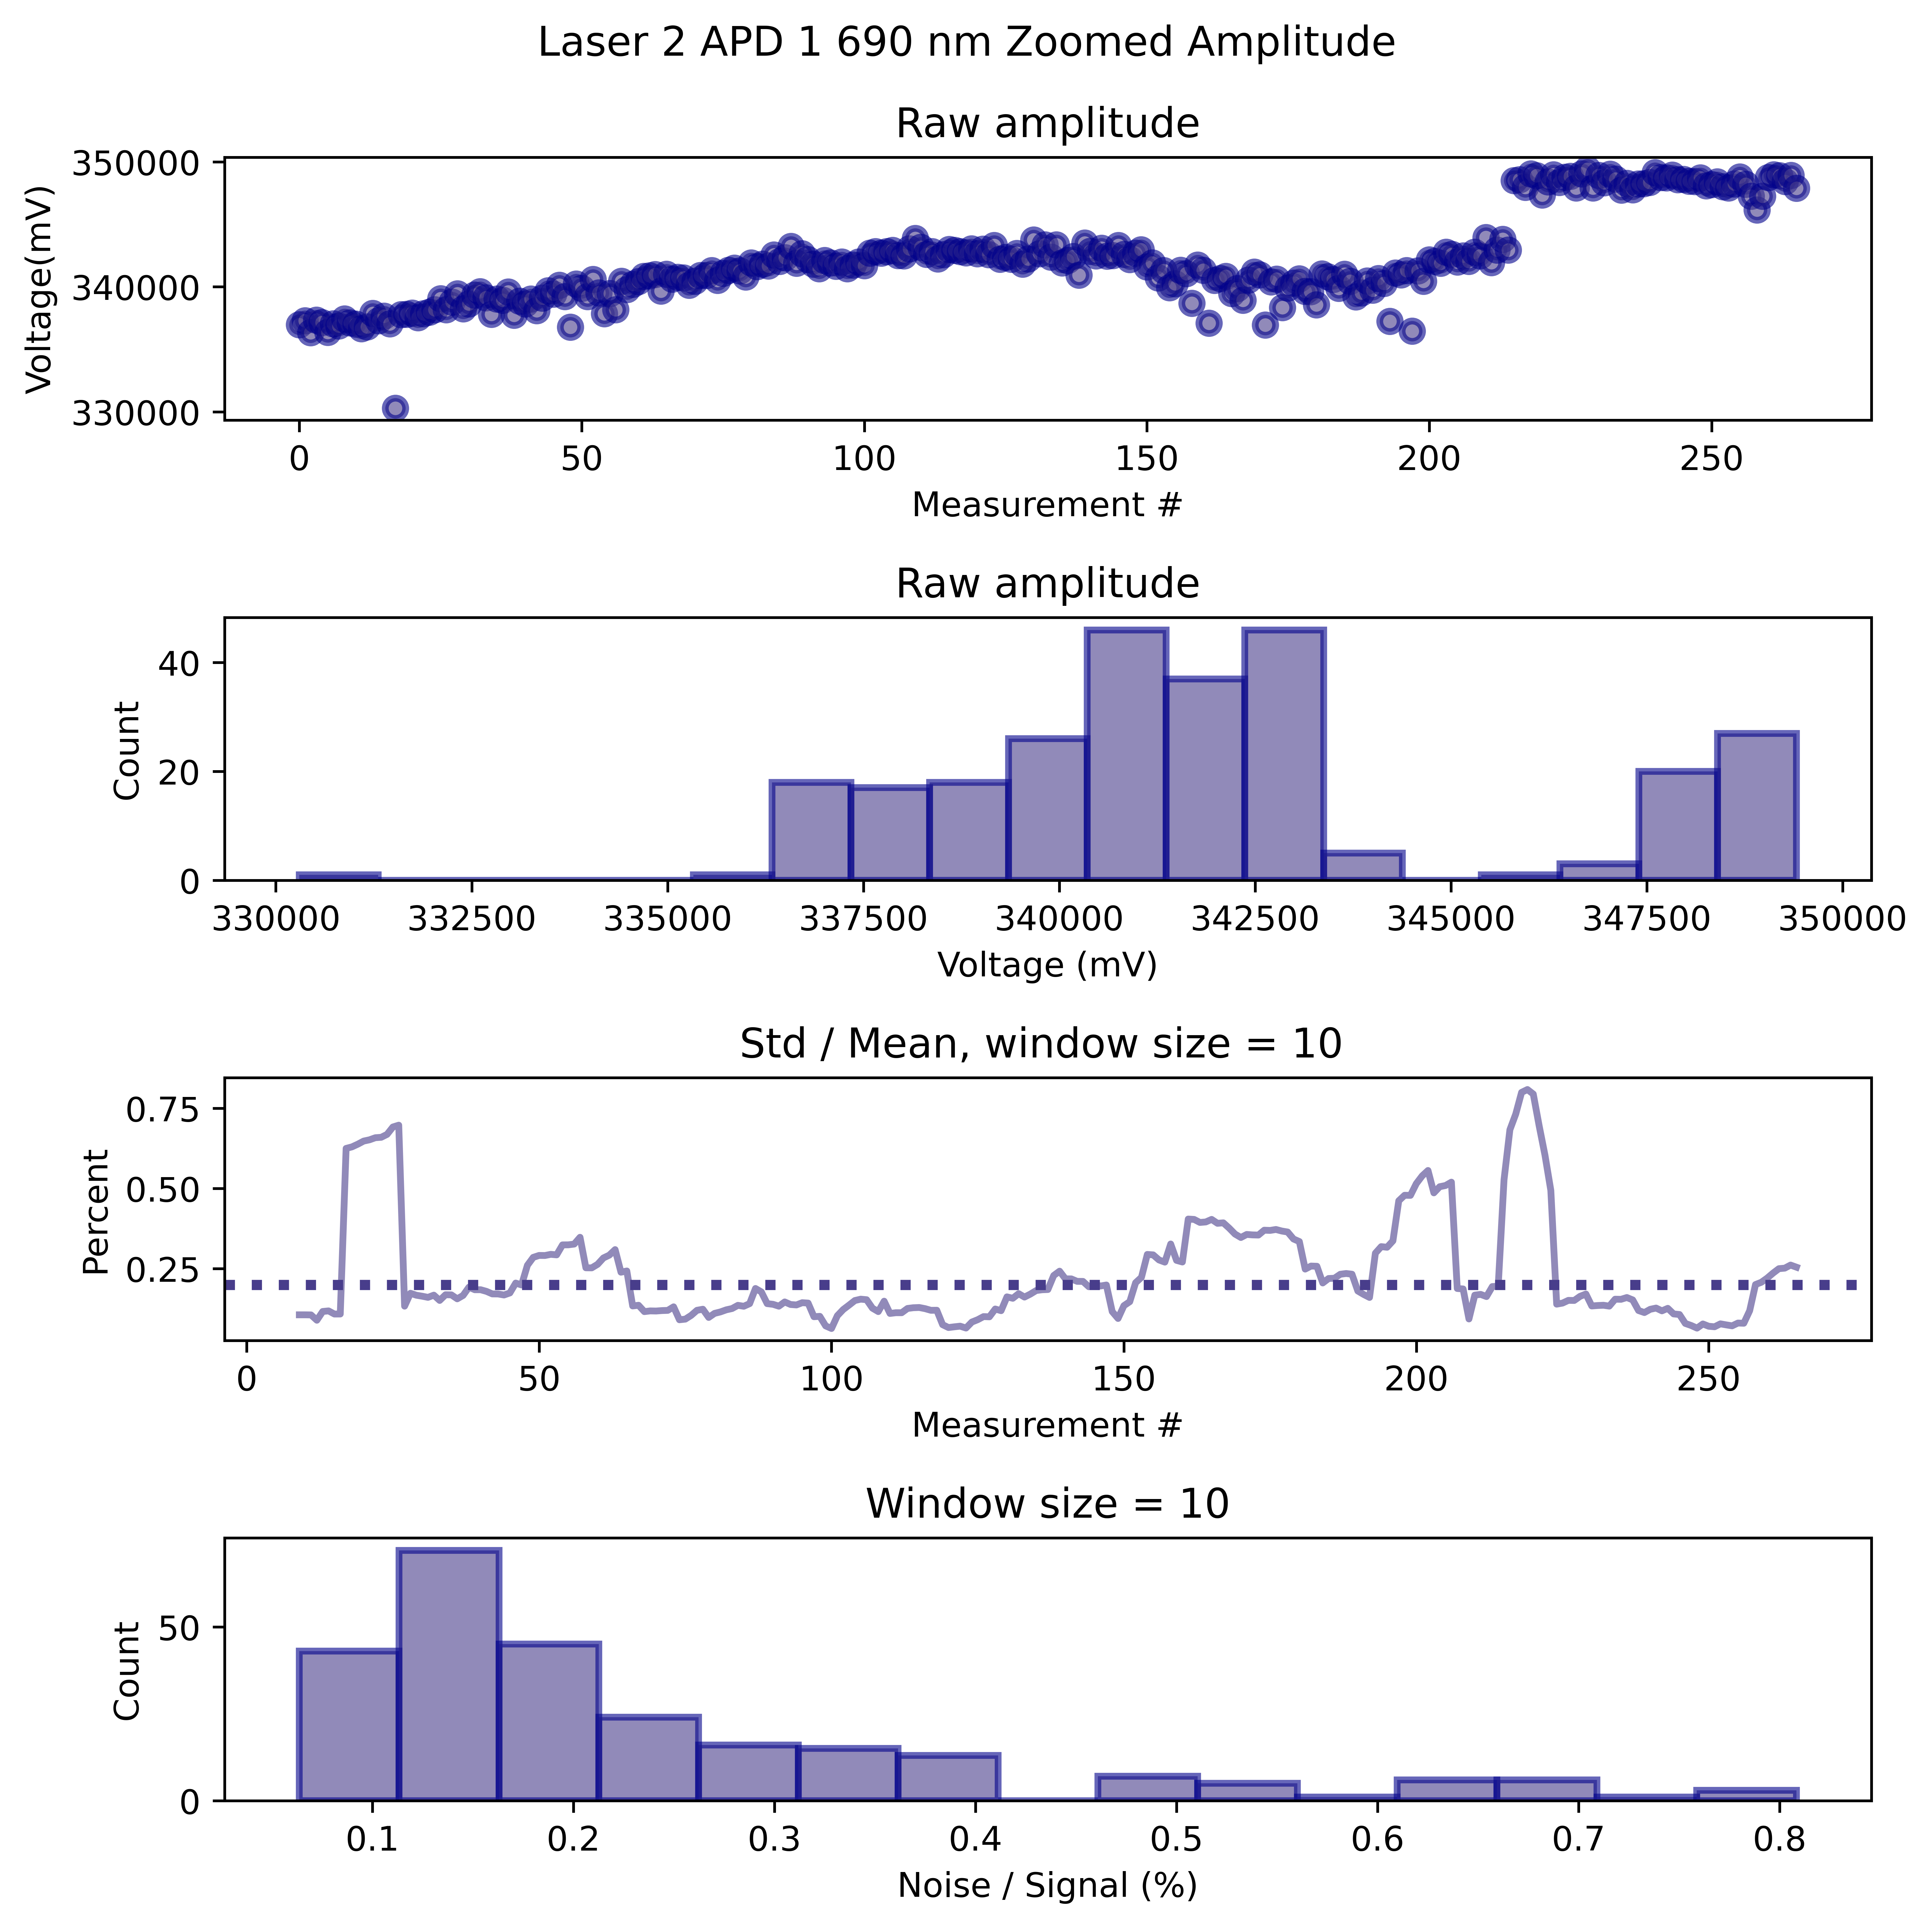 Laser 2 APD 1 690 nm Zoomed Amplitude
Raw amplitude
Voltage(mV)
350000
340000
330000
0 50 100 150 200 250
Measurement #
Raw amplitude
Count
40
20
0
330000 332500 335000 337500 340000 342500 345000 347500 350000
Voltage (mV)
Std / Mean, window size = 10
Percent
0.75
0.50
0.25
0 50 100 150 200 250
Measurement #
Window size = 10
Count
50
0
0.1 0.2 0.3 0.4 0.5 0.6 0.7 0.8
Noise / Signal (%)